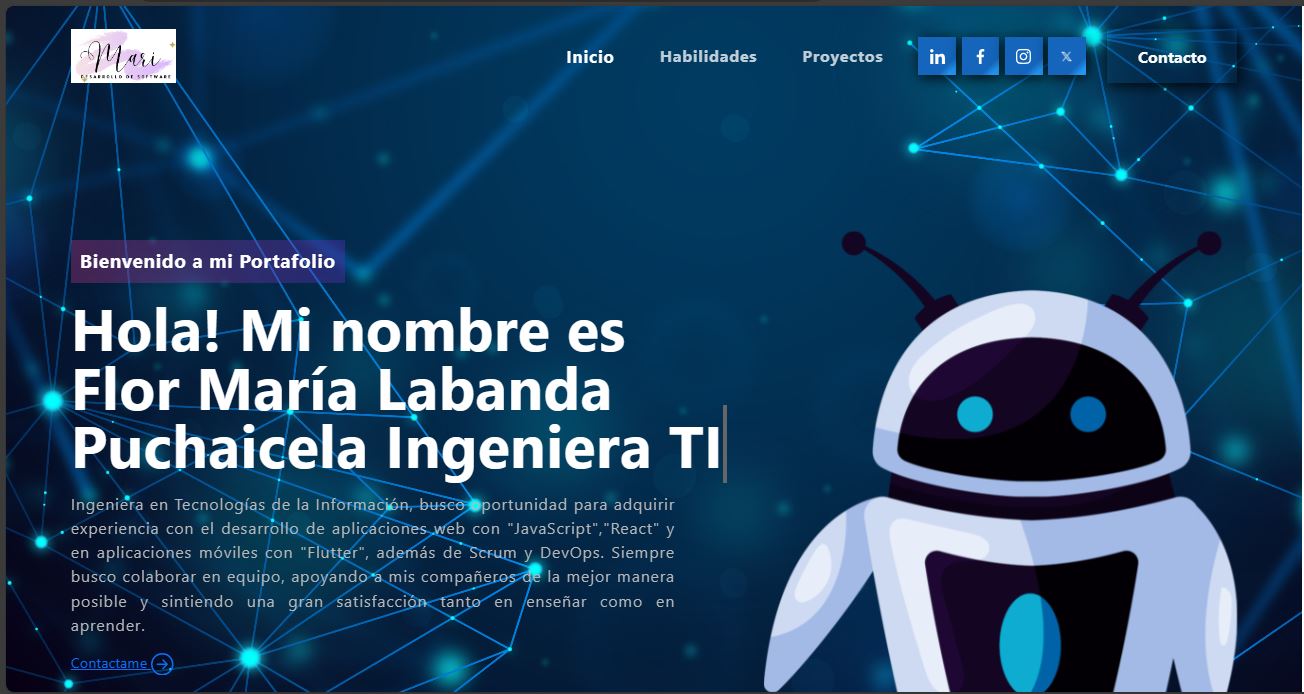 Mari
DESARROLLO DE SOFTWARE
Inicio
Habilidades
Proyectos
in
f
𝕏
Contacto
Bienvenido a mi Portafolio
Hola! Mi nombre es
Flor María Labanda
Puchaicela Ingeniera TI
Ingeniera en Tecnologías de la Información, busco oportunidad para adquirir
experiencia con el desarrollo de aplicaciones web con "JavaScript","React" y
en aplicaciones móviles con "Flutter", además de Scrum y DevOps. Siempre
busco colaborar en equipo, apoyando a mis compañeros de la mejor manera
posible y sintiendo una gran satisfacción tanto en enseñar como en
aprender.
Contactame